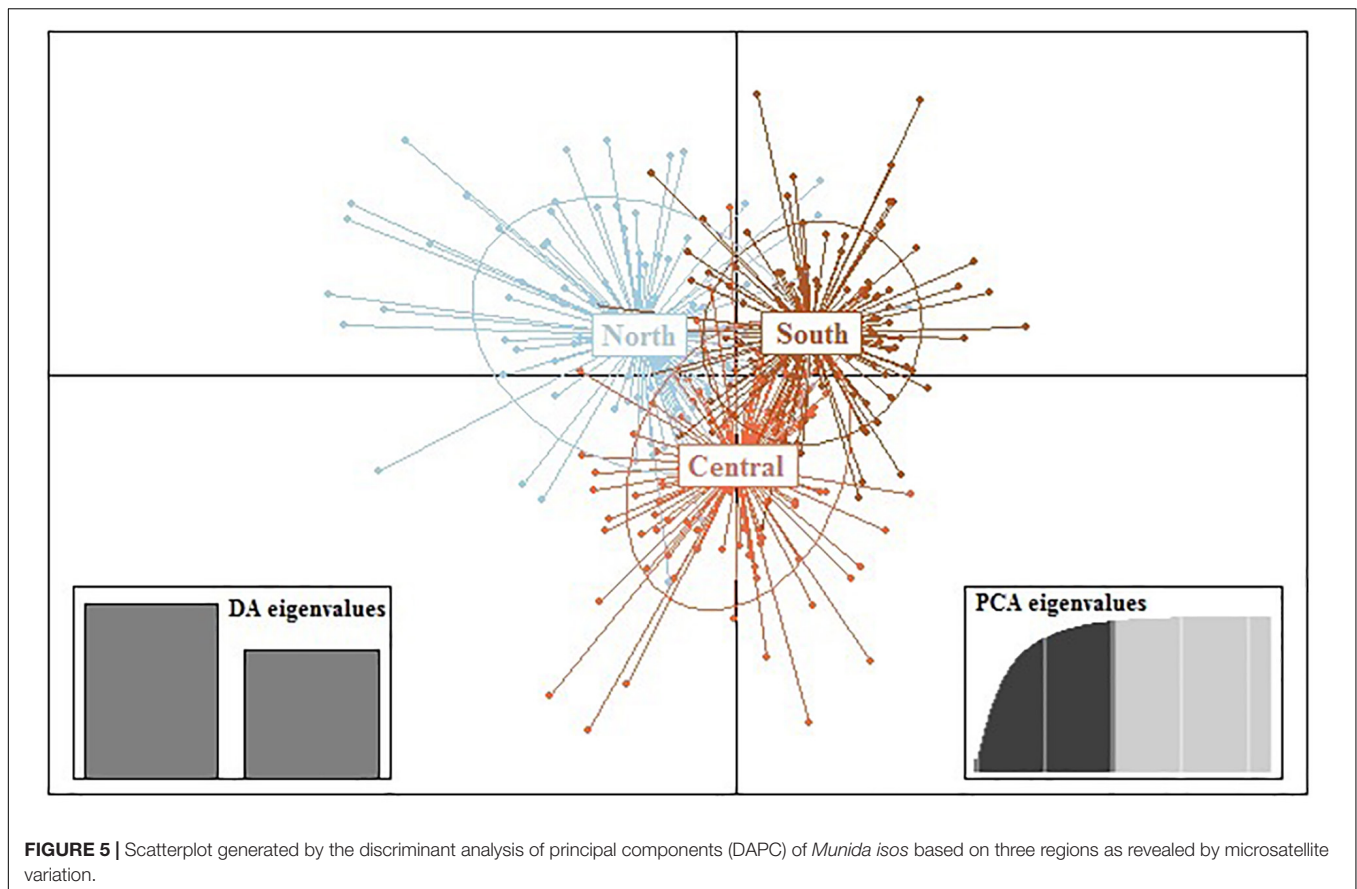 North
South
Central
DA eigenvalues
PCA eigenvalues
FIGURE 5 | Scatterplot generated by the discriminant analysis of principal components (DAPC) of Munida isos based on three regions as revealed by microsatellite
variation.